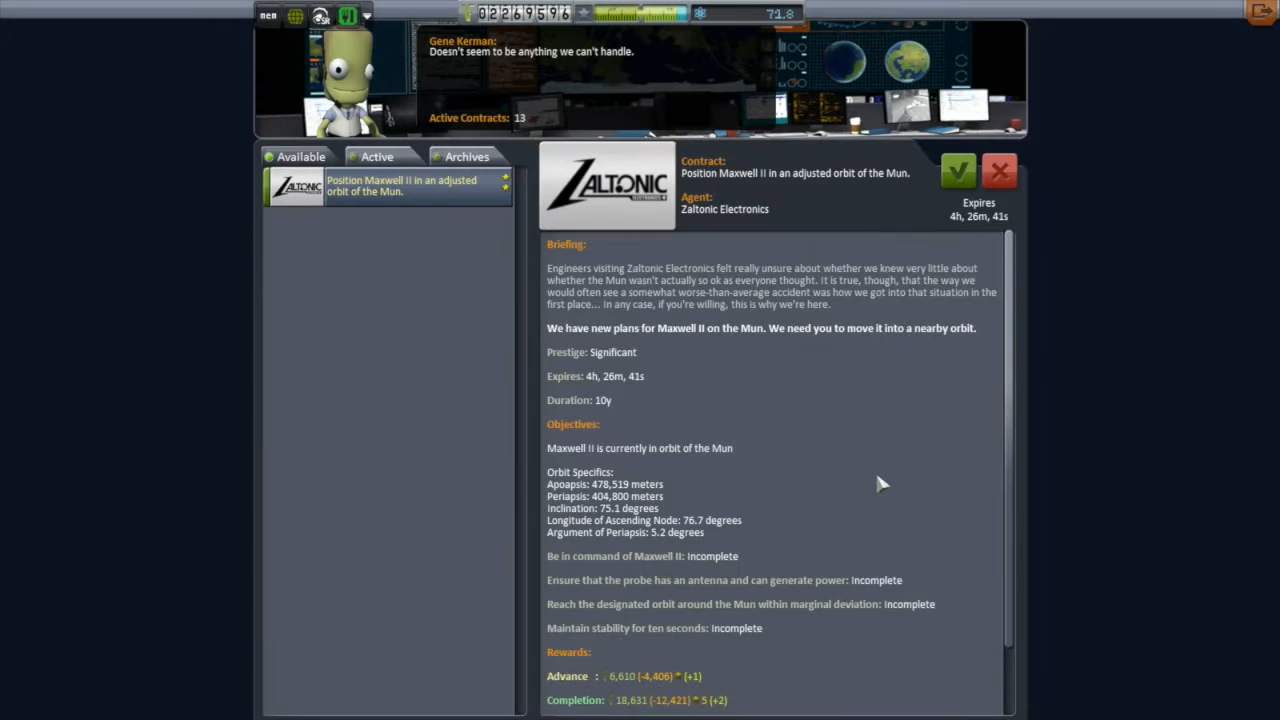 nen
SR
02269596
71.8
Gene Kerman:
Doesn't seem to be anything we can't handle.
Active Contracts: 13
Available
Active
Archives
ZALTONIC
Position Maxwell II in an adjusted
orbit of the Mun.
ZALTONIC
ELECTRONICS
Contract:
Position Maxwell II in an adjusted orbit of the Mun.
Agent:
Zaltonic Electronics
Expires
4h, 26m, 41s
Briefing:
Engineers visiting Zaltonic Electronics felt really unsure about whether we knew very little about
whether the Mun wasn't actually so ok as everyone thought. It is true, though, that the way we
would often see a somewhat worse-than-average accident was how we got into that situation in the
first place... In any case, if you're willing, this is why we're here.
We have new plans for Maxwell II on the Mun. We need you to move it into a nearby orbit.
Prestige: Significant
Expires: 4h, 26m, 41s
Duration: 10y
Objectives:
Maxwell II is currently in orbit of the Mun
Orbit Specifics:
Apoapsis: 478,519 meters
Periapsis: 404,800 meters
Inclination: 75.1 degrees
Longitude of Ascending Node: 76.7 degrees
Argument of Periapsis: 5.2 degrees
Be in command of Maxwell II: Incomplete
Ensure that the probe has an antenna and can generate power: Incomplete
Reach the designated orbit around the Mun within marginal deviation: Incomplete
Maintain stability for ten seconds: Incomplete
Rewards:
Advance : 6,610 (-4,406) (+1)
Completion: 18,631 (-12,421) 5 (+2)